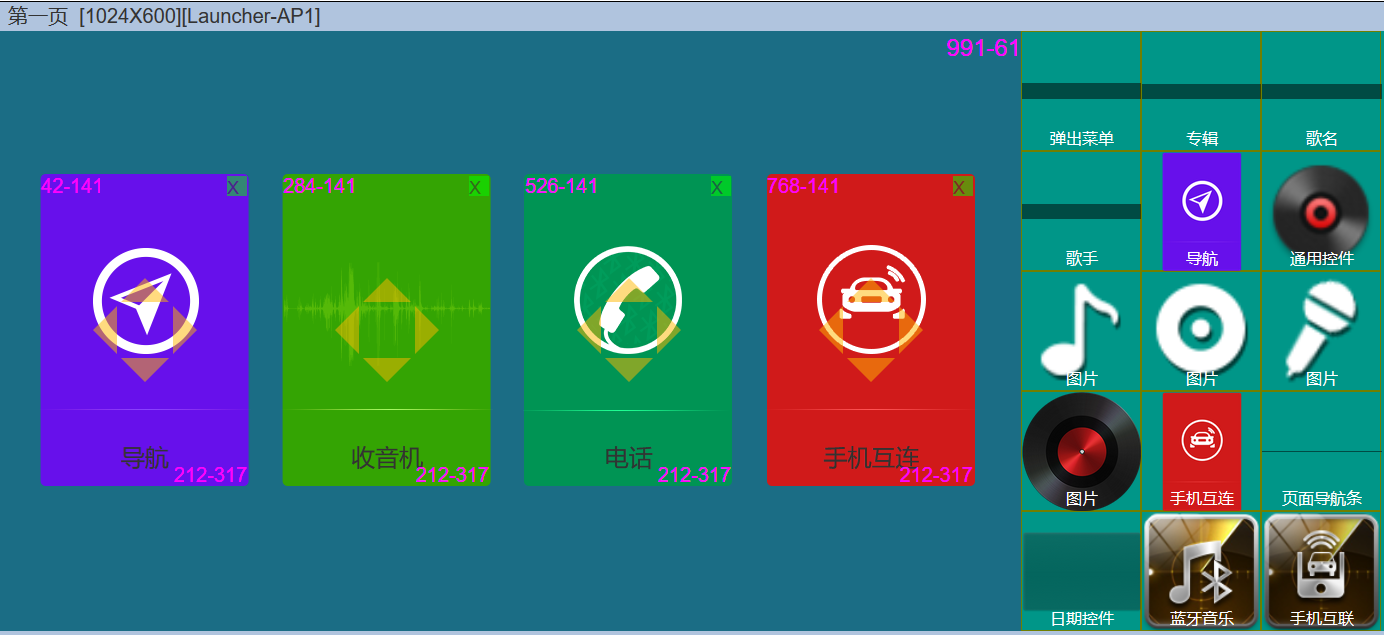 第一页 [1024X600][Launcher-AP1]
991-61
42-141 X
284-141 X
526-141 X
768-141 X
导航
收音机
电话
手机互连
212-317
212-317
212-317
212-317
弹出菜单 专辑 歌名
歌手 导航 通用控件
图片 图片 图片
图片 手机互连 页面导航条
日期控件 蓝牙音乐 手机互联